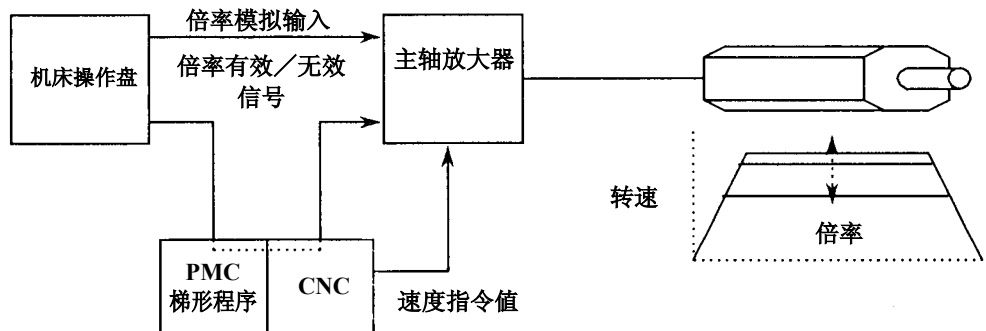 倍率模拟输入
机床操作盘
倍率有效／无效
信号
主轴放大器
转速
倍率
PMC
梯形程序
CNC
速度指令值